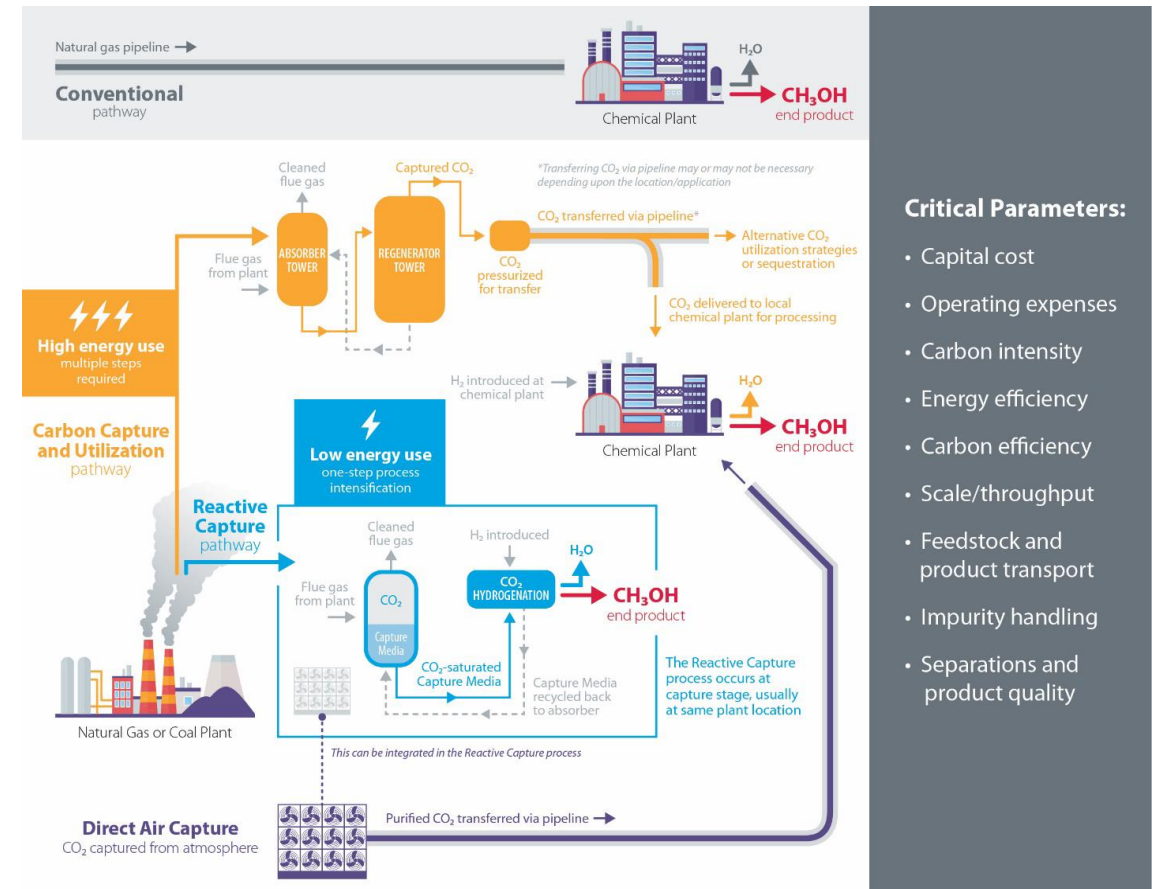 Natural gas pipeline →
Conventional
pathway
Chemical Plant
H₂O
CH₃OH
end product
Cleaned
flue gas
Captured CO₂
*Transferring CO₂ via pipeline may or may not be necessary
depending upon the location/application
ABSORBER
TOWER
REGENERATOR
TOWER
Flue gas
from plant
CO₂
pressurized
for transfer
CO₂ transferred via pipeline*
Alternative CO₂
utilization strategies
or sequestration
CO₂ delivered to local
chemical plant for processing
High energy use
multiple steps
required
Carbon Capture
and Utilization
pathway
H₂ introduced at
chemical plant
Chemical Plant
H₂O
CH₃OH
end product
Low energy use
one-step process
intensification
Reactive
Capture
pathway
Cleaned
flue gas
Flue gas
from plant
CO₂
Capture
Media
H₂ introduced
CO₂
HYDROGENATION
H₂O
CH₃OH
end product
CO₂-saturated
Capture Media
Capture Media
recycled back
to absorber
The Reactive Capture
process occurs at
capture stage, usually
at same plant location
Natural Gas or Coal Plant
This can be integrated in the Reactive Capture process
Direct Air Capture
CO₂ captured from atmosphere
Purified CO₂ transferred via pipeline →
Critical Parameters:
• Capital cost
• Operating expenses
• Carbon intensity
• Energy efficiency
• Carbon efficiency
• Scale/throughput
• Feedstock and
product transport
• Impurity handling
• Separations and
product quality